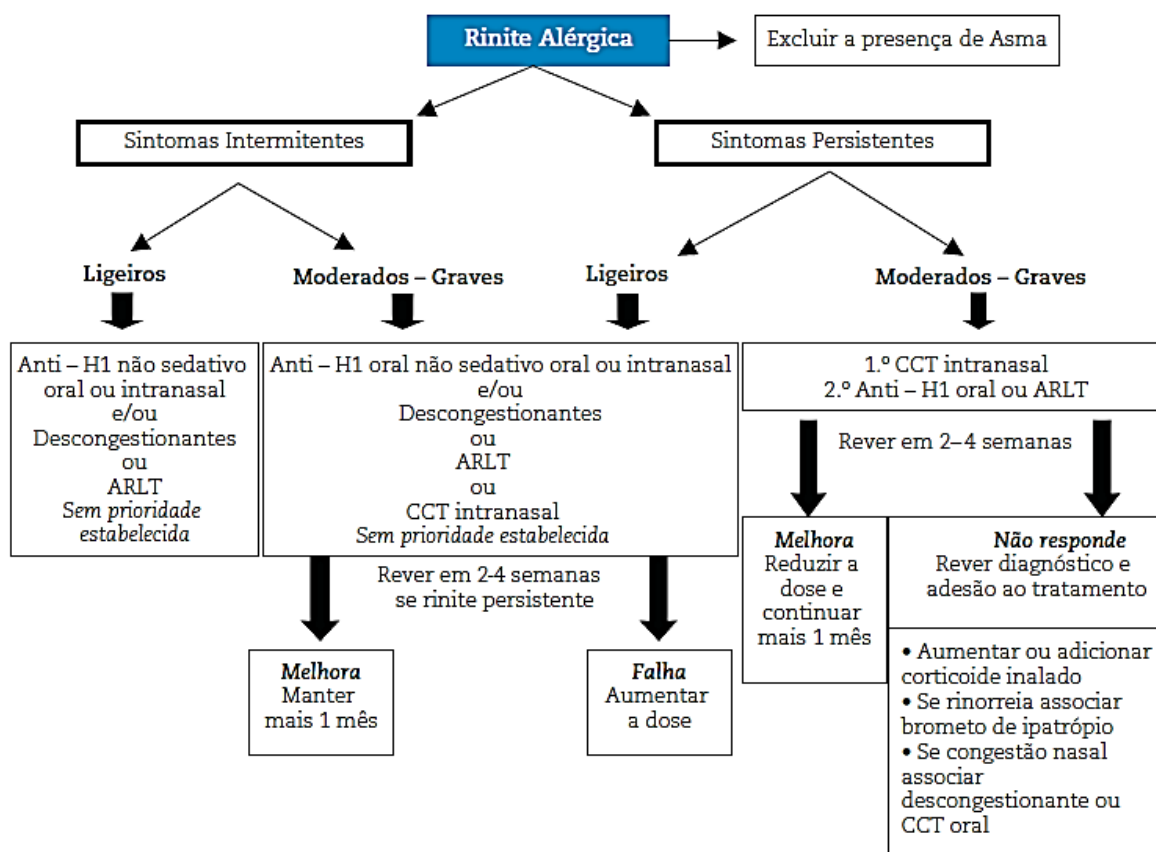 Rinite Alérgica
Excluir a presença de Asma
Sintomas Intermitentes
Sintomas Persistentes
Ligeiros
Moderados – Graves
Ligeiros
Moderados – Graves
Anti – H1 não sedativo
oral ou intranasal
e/ou
Descongestionantes
ou
ARLT
Sem prioridade
estabelecida
Anti – H1 oral não sedativo oral ou intranasal
e/ou
Descongestionantes
ou
ARLT
ou
CCT intranasal
Sem prioridade estabelecida
1.º CCT intranasal
2.º Anti – H1 oral ou ARLT
Rever em 2–4 semanas
Rever em 2-4 semanas
se rinite persistente
Melhora
Manter
mais 1 mês
Falha
Aumentar
a dose
Melhora
Reduzir a
dose e
continuar
mais 1 mês
Não responde
Rever diagnóstico e
adesão ao tratamento
• Aumentar ou adicionar
corticoide inalado
• Se rinorreia associar
brometo de ipatrópio
• Se congestão nasal
associar
descongestionante ou
CCT oral